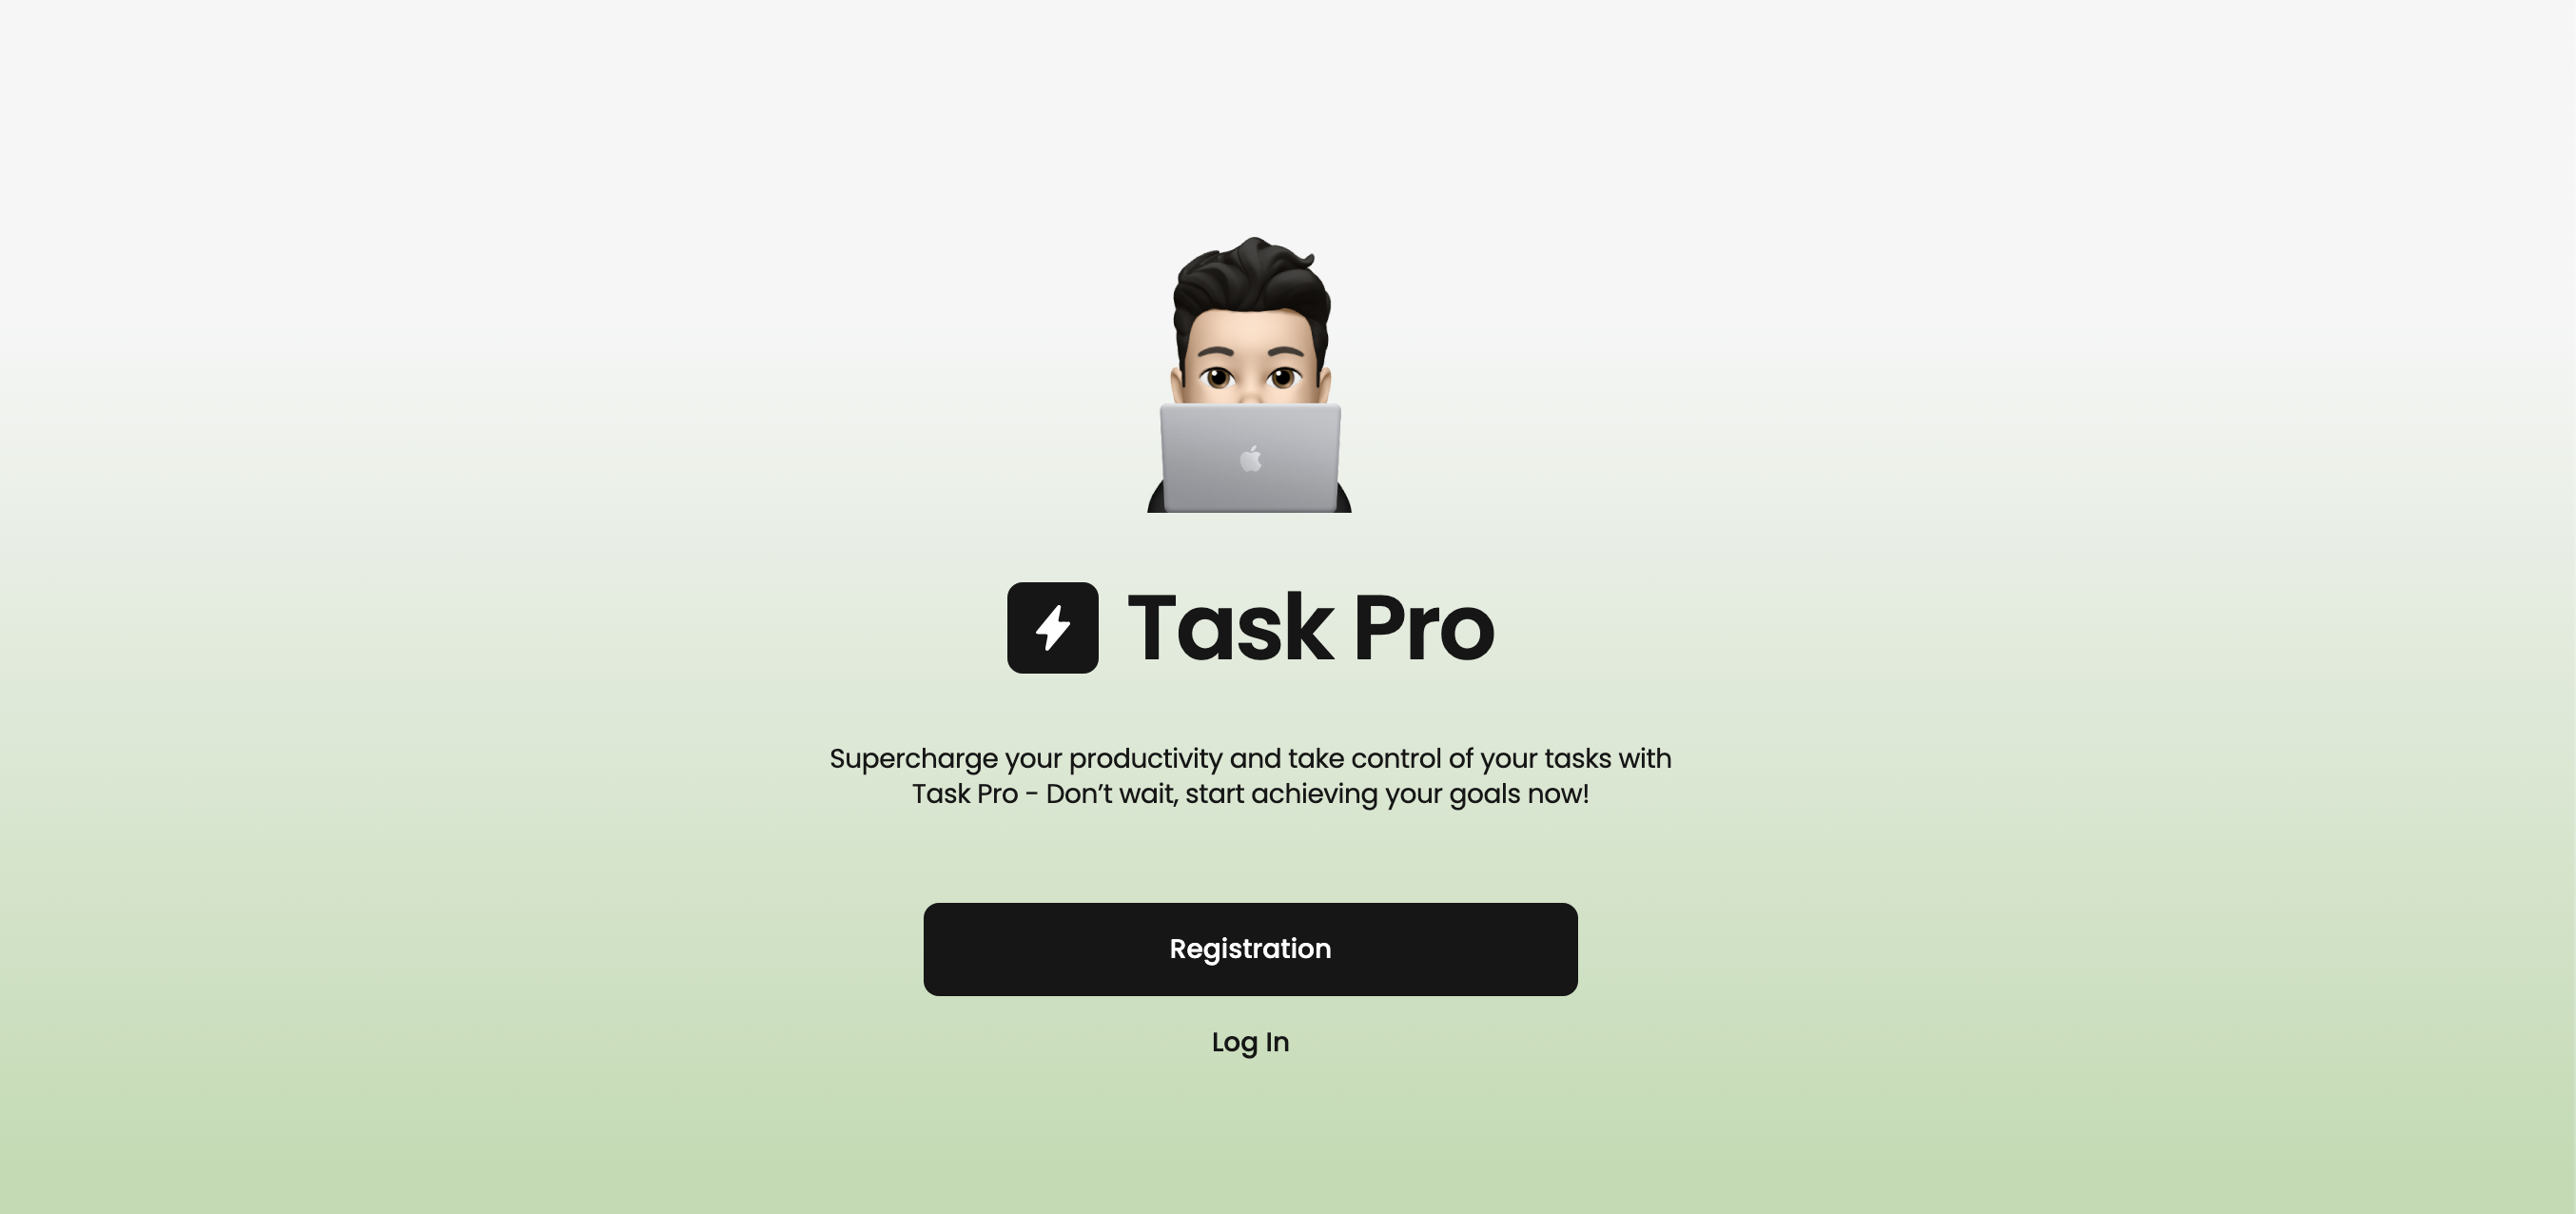 Task Pro
Supercharge your productivity and take control of your tasks with
Task Pro - Don’t wait, start achieving your goals now!
Registration
Log In